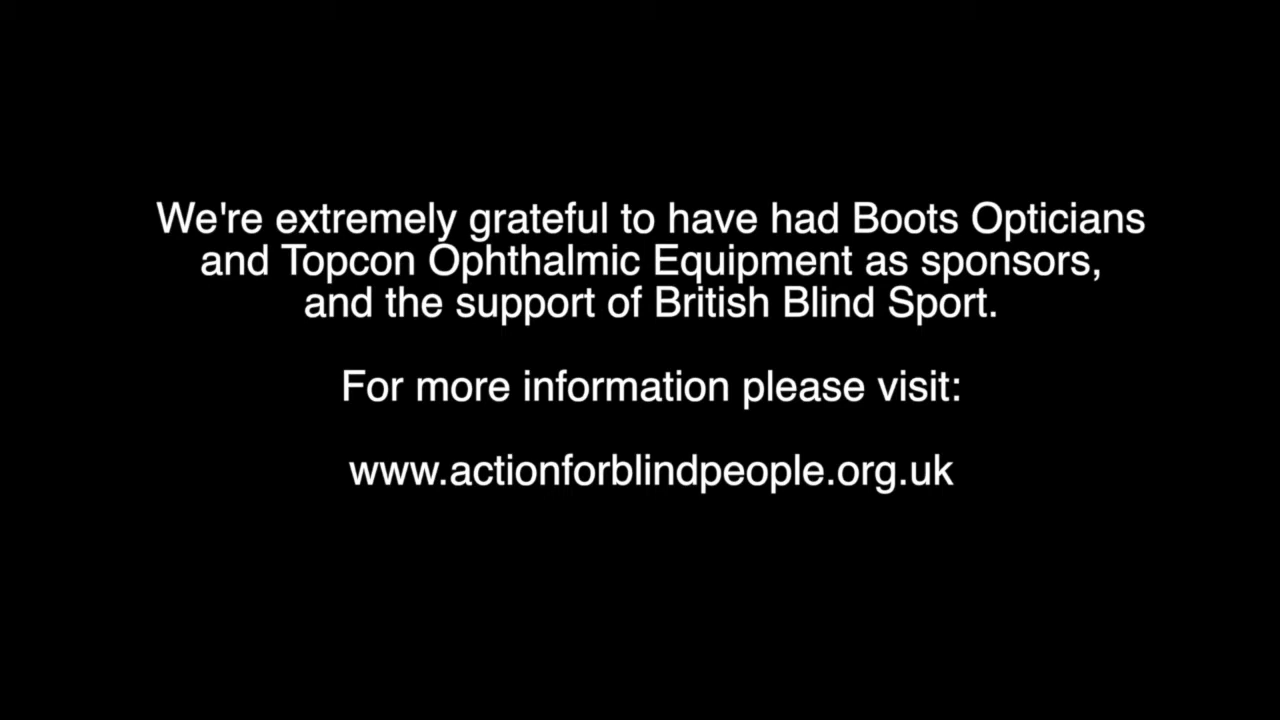 We're extremely grateful to have had Boots Opticians
and Topcon Ophthalmic Equipment as sponsors,
and the support of British Blind Sport.
For more information please visit:
www.actionforblindpeople.org.uk